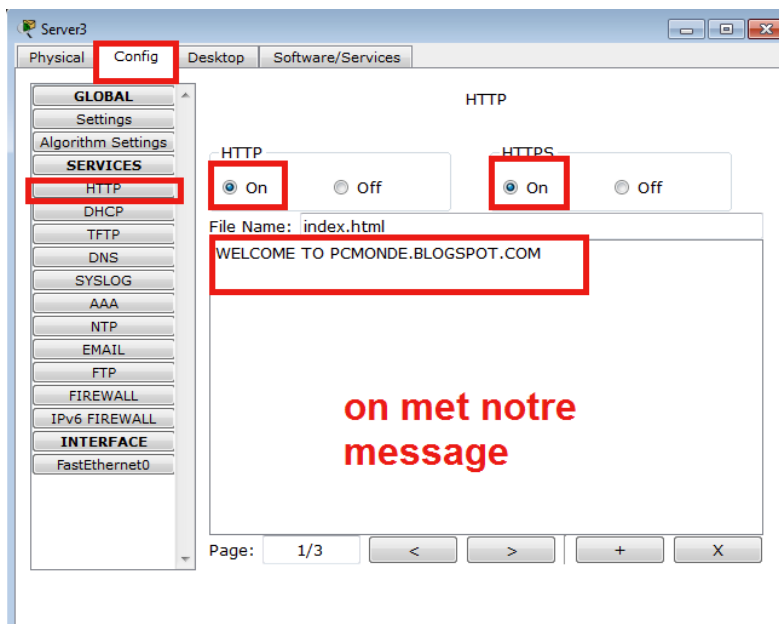 Server3
Physical Config Desktop Software/Services
GLOBAL
Settings
Algorithm Settings
SERVICES
HTTP
DHCP
TFTP
DNS
SYSLOG
AAA
NTP
EMAIL
FTP
FIREWALL
IPv6 FIREWALL
INTERFACE
FastEthernet0
HTTP
HTTP HTTPS
On Off On Off
File Name: index.html
WELCOME TO PCMONDE.BLOGSPOT.COM
on met notre
message
Page: 1/3 < > + X